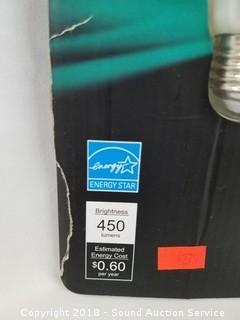 energy
ENERGY STAR
Brightness
450
lumens
Estimated
Energy Cost
$0.60
per year
Copyright 2018 - Sound Auction Service